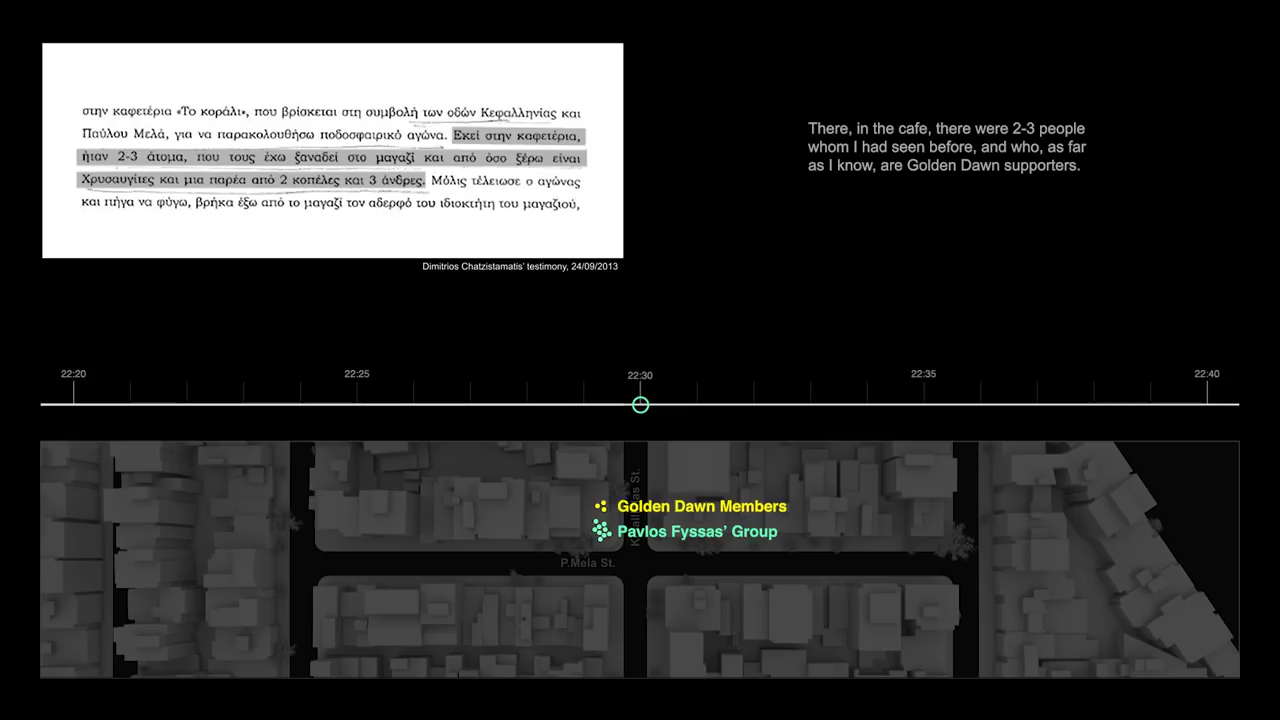 στην καφετέρια «Το κοράλι», που βρίσκεται στη συμβολή των οδών Κεφαλληνίας και
Παύλου Μελά, για να παρακολουθήσω ποδοσφαιρικό αγώνα. Εκεί στην καφετέρια,
ήταν 2-3 άτομα, που τους έχω ξαναδεί στο μαγαζί και από όσο ξέρω είναι
Χρυσαυγίτες και μια παρέα από 2 κοπέλες και 3 άνδρες. Μόλις τέλειωσε ο αγώνας
και πήγα να φύγω, βρήκα έξω από το μαγαζί τον αδερφό του ιδιοκτήτη του μαγαζιού,
Dimitrios Chatzistamatis' testimony, 24/09/2013
There, in the cafe, there were 2-3 people
whom I had seen before, and who, as far
as I know, are Golden Dawn supporters.
22:20
22:25
22:30
22:35
22:40
Golden Dawn Members
Pavlos Fyssas' Group
P.Mela St.